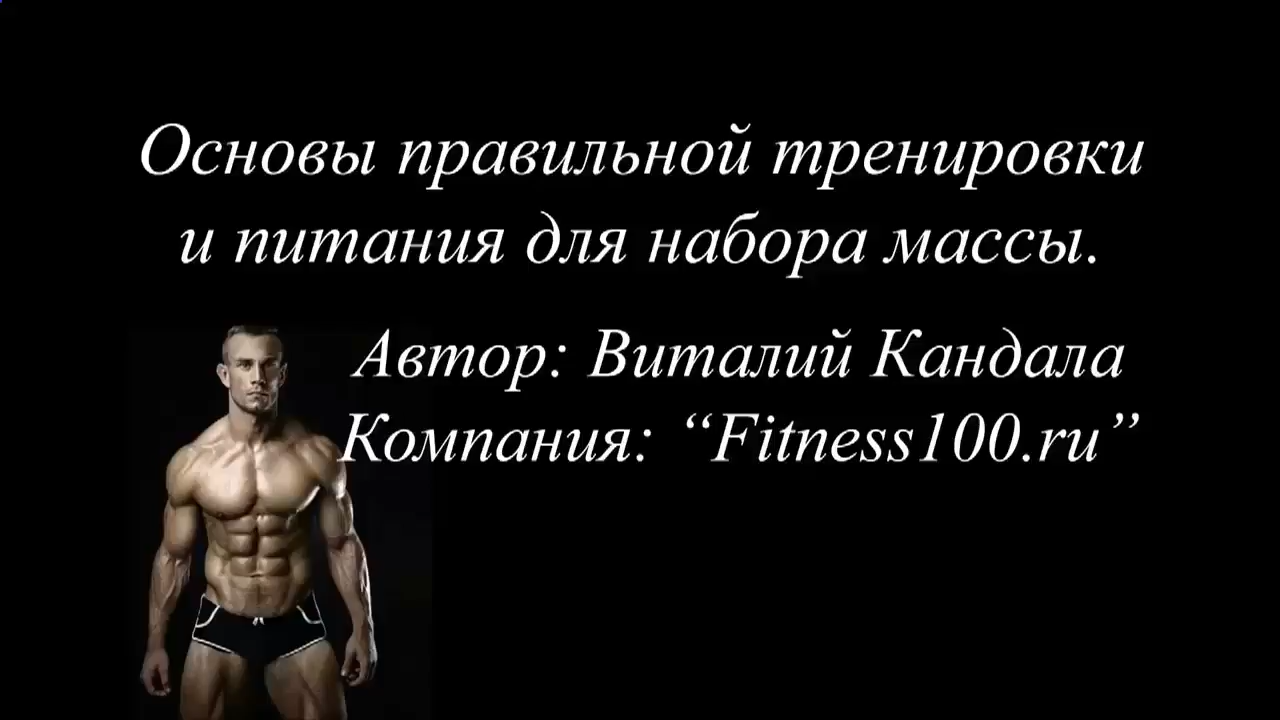 Основы правильной тренировки
и питания для набора массы.
Автор: Виталий Кандала
Компания: “Fitness100.ru”